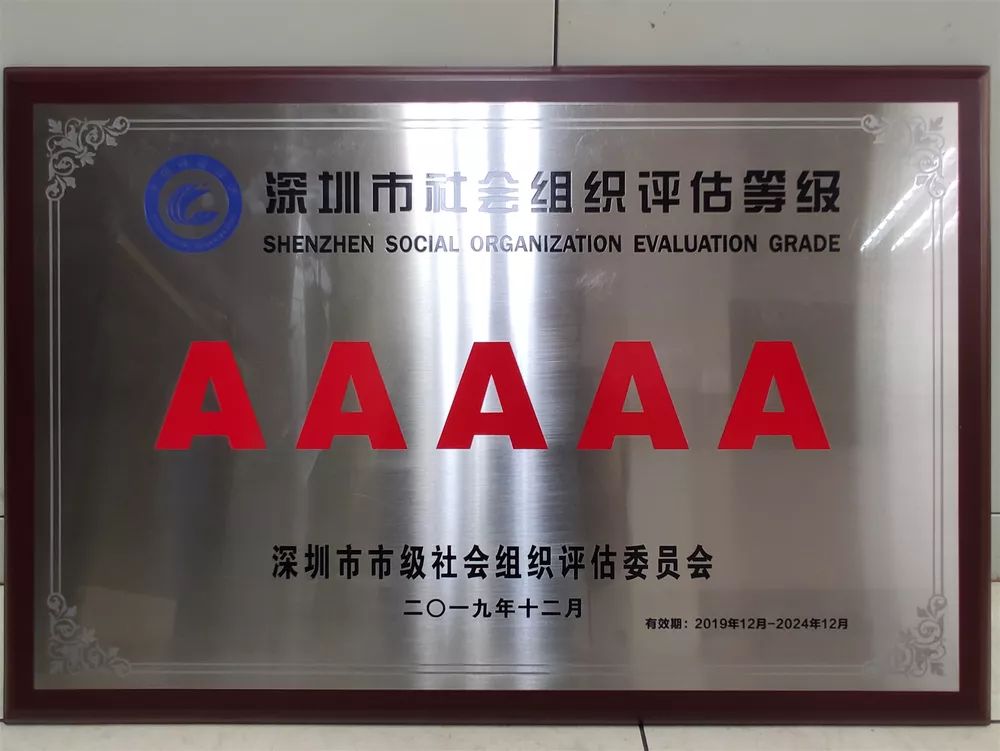 深圳市社会组织评估等级
SHENZHEN SOCIAL ORGANIZATION EVALUATION GRADE
AAAAA
深圳市市级社会组织评估委员会
二〇一九年十二月
有效期：2019年12月-2024年12月